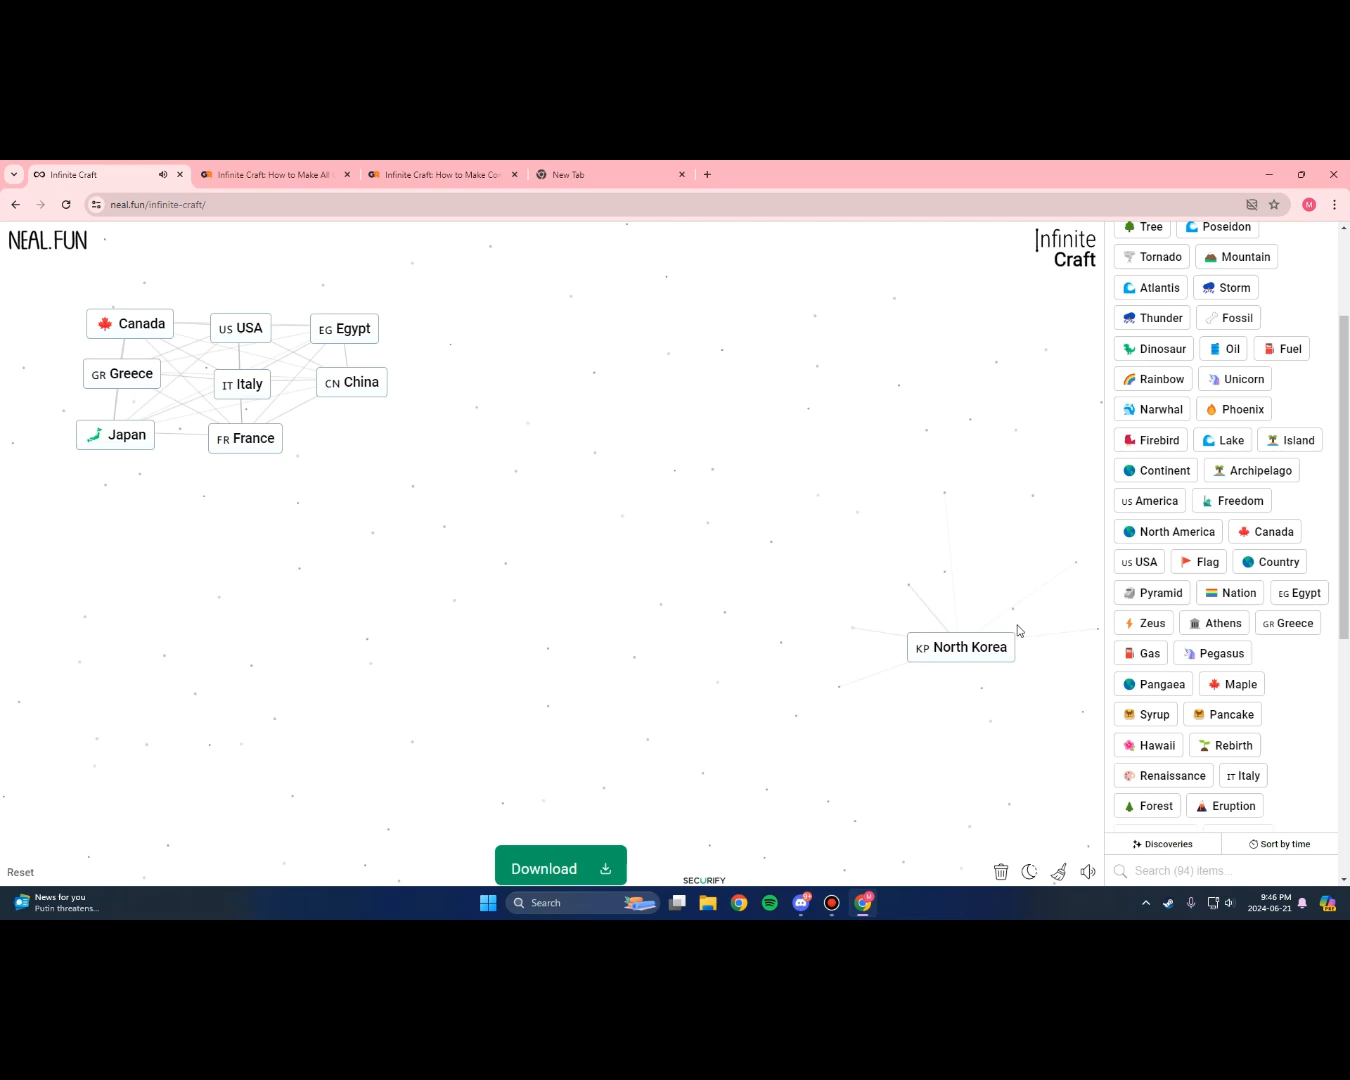 Infinite Craft
Infinite Craft: How to Make All
Infinite Craft: How to Make Co
New Tab
neal.fun/infinite-craft/
M
NEAL.FUN
Infinite
Craft
Canada
US USA
EG Egypt
GR Greece
IT Italy
CN China
Japan
FR France
KP North Korea
Tree Poseidon
Tornado Mountain
Atlantis Storm
Thunder Fossil
Dinosaur Oil Fuel
Rainbow Unicorn
Narwhal Phoenix
Firebird Lake Island
Continent Archipelago
US America Freedom
North America Canada
US USA Flag Country
Pyramid Nation EG Egypt
Zeus Athens GR Greece
Gas Pegasus
Pangaea Maple
Syrup Pancake
Hawaii Rebirth
Renaissance IT Italy
Forest Eruption
Discoveries Sort by time
Search (94) items...
Reset
Download
SECURIFY
News for you
Putin threatens...
Search
9:46 PM
2024-06-21